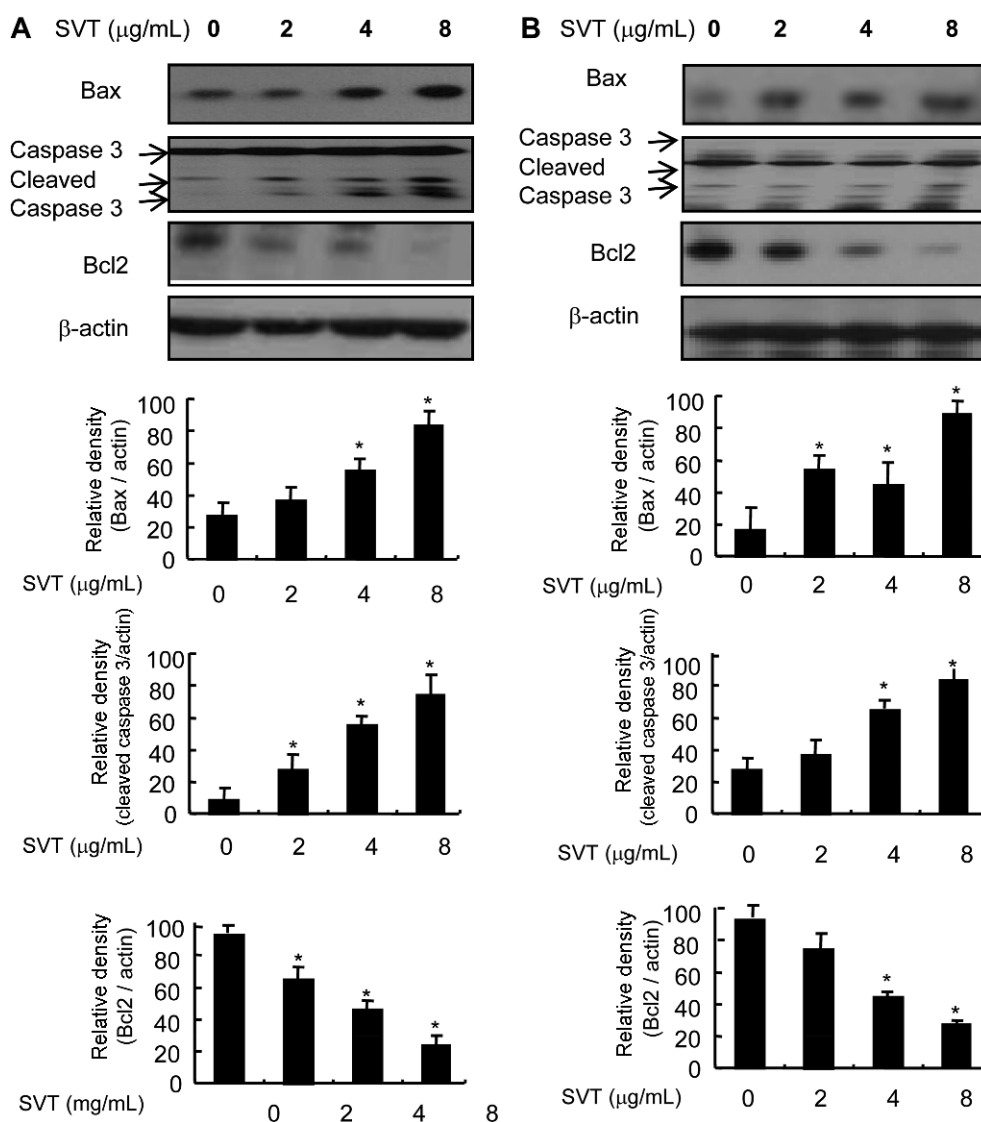 A SVT (μg/mL) 0 2 4 8
Bax
Caspase 3
Cleaved
Caspase 3
Bcl2
β-actin
Relative density
(Bax / actin)
100
80
60
40
20
0
* *
SVT (μg/mL) 0 2 4 8
Relative density
(cleaved caspase 3/actin)
100
80
60
40
20
0
* * *
SVT (μg/mL) 0 2 4 8
Relative density
(Bcl2 / actin)
100
80
60
40
20
0
* * *
SVT (mg/mL) 0 2 4 8
B SVT (μg/mL) 0 2 4 8
Bax
Caspase 3
Cleaved
Caspase 3
Bcl2
β-actin
Relative density
(Bax / actin)
100
80
60
40
20
0
* * *
SVT (μg/mL) 0 2 4 8
Relative density
(cleaved caspase 3/actin)
100
80
60
40
20
0
* *
SVT (μg/mL) 0 2 4 8
Relative density
(Bcl2 / actin)
100
80
60
40
20
0
* *
SVT (μg/mL) 0 2 4 8